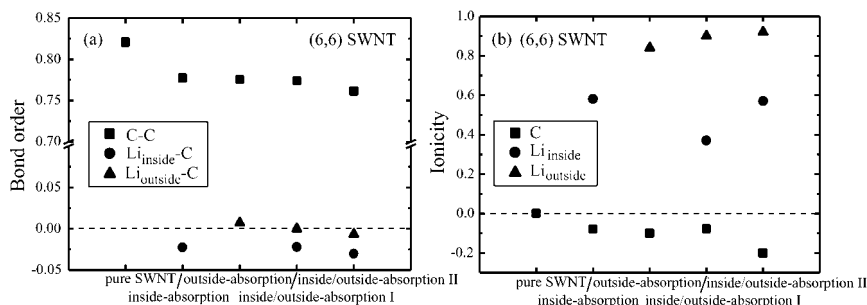 (a) (6,6) SWNT
Bond order
0.85
0.80
0.75
0.70
0.05
0.00
-0.05
C-C
Li_inside-C
Li_outside-C
pure SWNT/outside-absorption/inside/outside-absorption II
inside-absorption inside/outside-absorption I
(b) (6,6) SWNT
Ionicity
1.0
0.8
0.6
0.4
0.2
0.0
-0.2
C
Li_inside
Li_outside
pure SWNT/outside-absorption/inside/outside-absorption II
inside-absorption inside/outside-absorption I